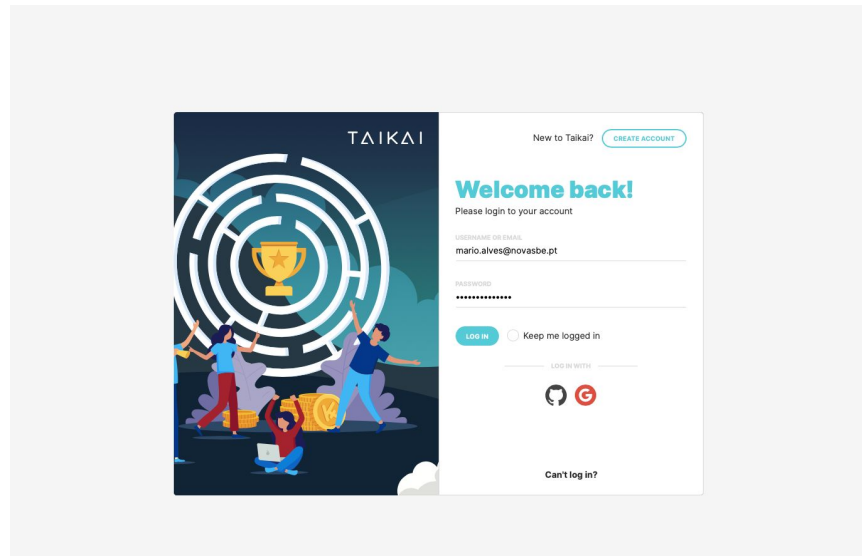 TAIKAI
New to Taikai? CREATE ACCOUNT
Welcome back!
Please login to your account
USERNAME OR EMAIL
mario.alves@novasbe.pt
PASSWORD
••••••••••••••
LOG IN Keep me logged in
LOG IN WITH
G
Can't log in?